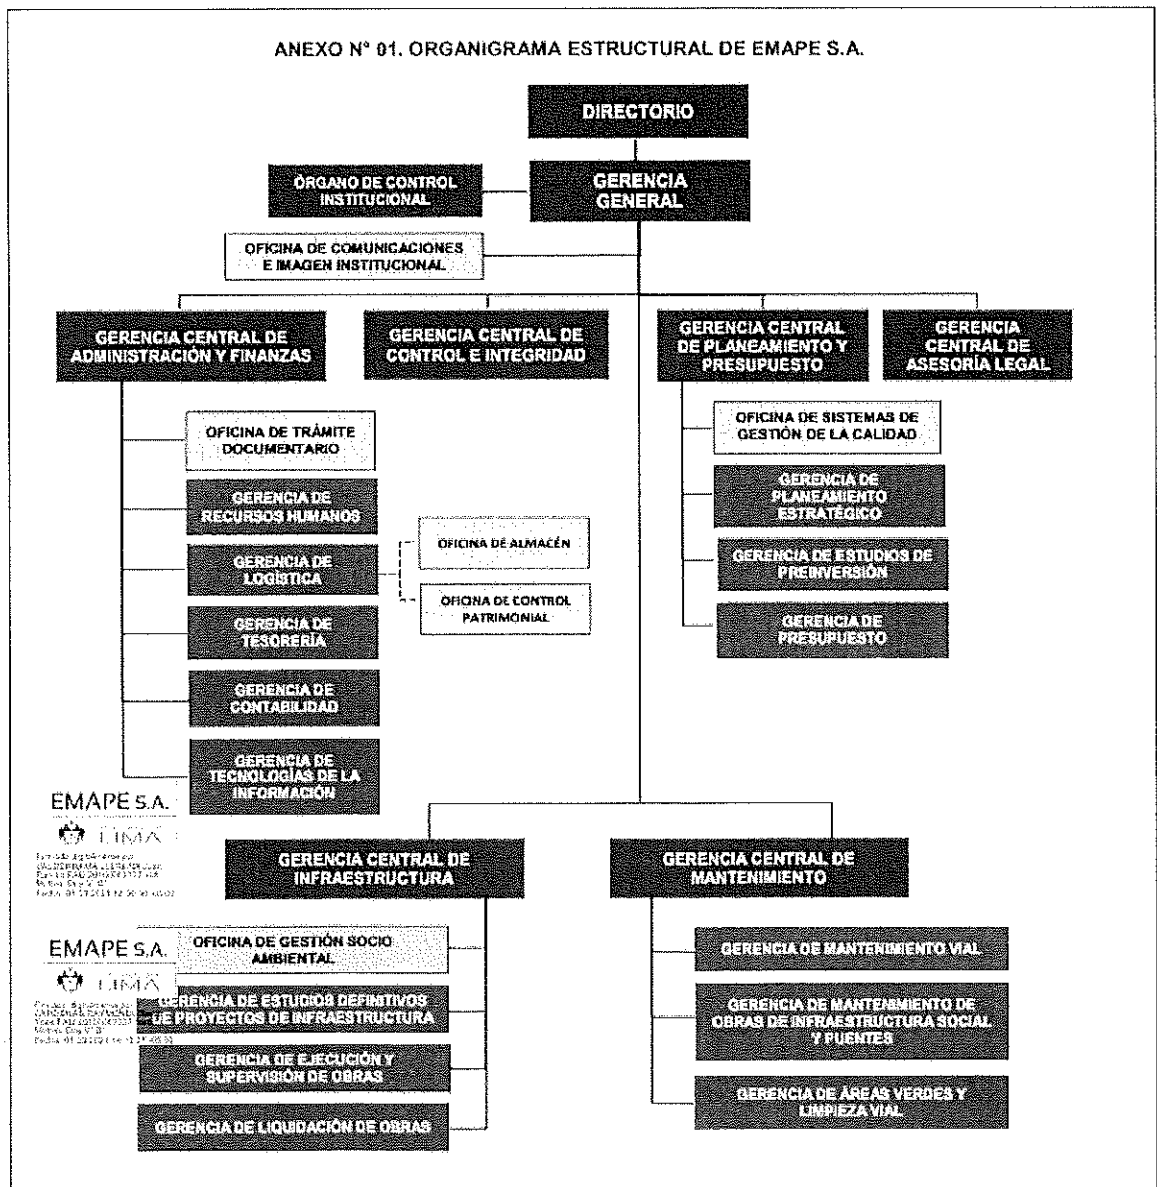 ANEXO N° 01. ORGANIGRAMA ESTRUCTURAL DE EMAPE S.A.
DIRECTORIO
ÓRGANO DE CONTROL
INSTITUCIONAL
GERENCIA
GENERAL
OFICINA DE COMUNICACIONES
E IMAGEN INSTITUCIONAL
GERENCIA CENTRAL DE
ADMINISTRACIÓN Y FINANZAS
GERENCIA CENTRAL DE
CONTROL E INTEGRIDAD
GERENCIA CENTRAL
DE PLANEAMIENTO Y
PRESUPUESTO
GERENCIA
CENTRAL DE
ASESORÍA LEGAL
OFICINA DE TRÁMITE
DOCUMENTARIO
GERENCIA DE
RECURSOS HUMANOS
GERENCIA DE
LOGÍSTICA
OFICINA DE ALMACÉN
OFICINA DE CONTROL
PATRIMONIAL
GERENCIA DE
TESORERÍA
GERENCIA DE
CONTABILIDAD
GERENCIA DE
TECNOLOGÍAS DE LA
INFORMACIÓN
OFICINA DE SISTEMAS DE
GESTIÓN DE LA CALIDAD
GERENCIA DE
PLANEAMIENTO
ESTRATÉGICO
GERENCIA DE ESTUDIOS DE
PREINVERSIÓN
GERENCIA DE
PRESUPUESTO
EMAPE S.A.
LIMA
GERENCIA CENTRAL DE
INFRAESTRUCTURA
GERENCIA CENTRAL DE
MANTENIMIENTO
EMAPE S.A.
LIMA
OFICINA DE GESTIÓN SOCIO
AMBIENTAL
GERENCIA DE ESTUDIOS DEFINITIVOS
DE PROYECTOS DE INFRAESTRUCTURA
GERENCIA DE EJECUCIÓN Y
SUPERVISIÓN DE OBRAS
GERENCIA DE LIQUIDACIÓN DE OBRAS
GERENCIA DE MANTENIMIENTO VIAL
GERENCIA DE MANTENIMIENTO DE
OBRAS DE INFRAESTRUCTURA SOCIAL
Y PUENTES
GERENCIA DE ÁREAS VERDES Y
LIMPIEZA VIAL